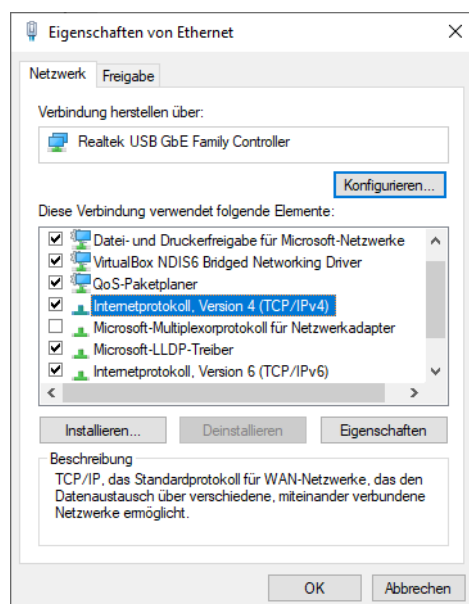 Eigenschaften von Ethernet
Netzwerk
Freigabe
Verbindung herstellen über:
Realtek USB GbE Family Controller
Konfigurieren...
Diese Verbindung verwendet folgende Elemente:
Datei- und Druckerfreigabe für Microsoft-Netzwerke
VirtualBox NDIS6 Bridged Networking Driver
QoS-Paketplaner
Internetprotokoll, Version 4 (TCP/IPv4)
Microsoft-Multiplexorprotokoll für Netzwerkadapter
Microsoft-LLDP-Treiber
Internetprotokoll, Version 6 (TCP/IPv6)
Installieren...
Deinstallieren
Eigenschaften
Beschreibung
TCP/IP, das Standardprotokoll für WAN-Netzwerke, das den
Datenaustausch über verschiedene, miteinander verbundene
Netzwerke ermöglicht.
OK
Abbrechen